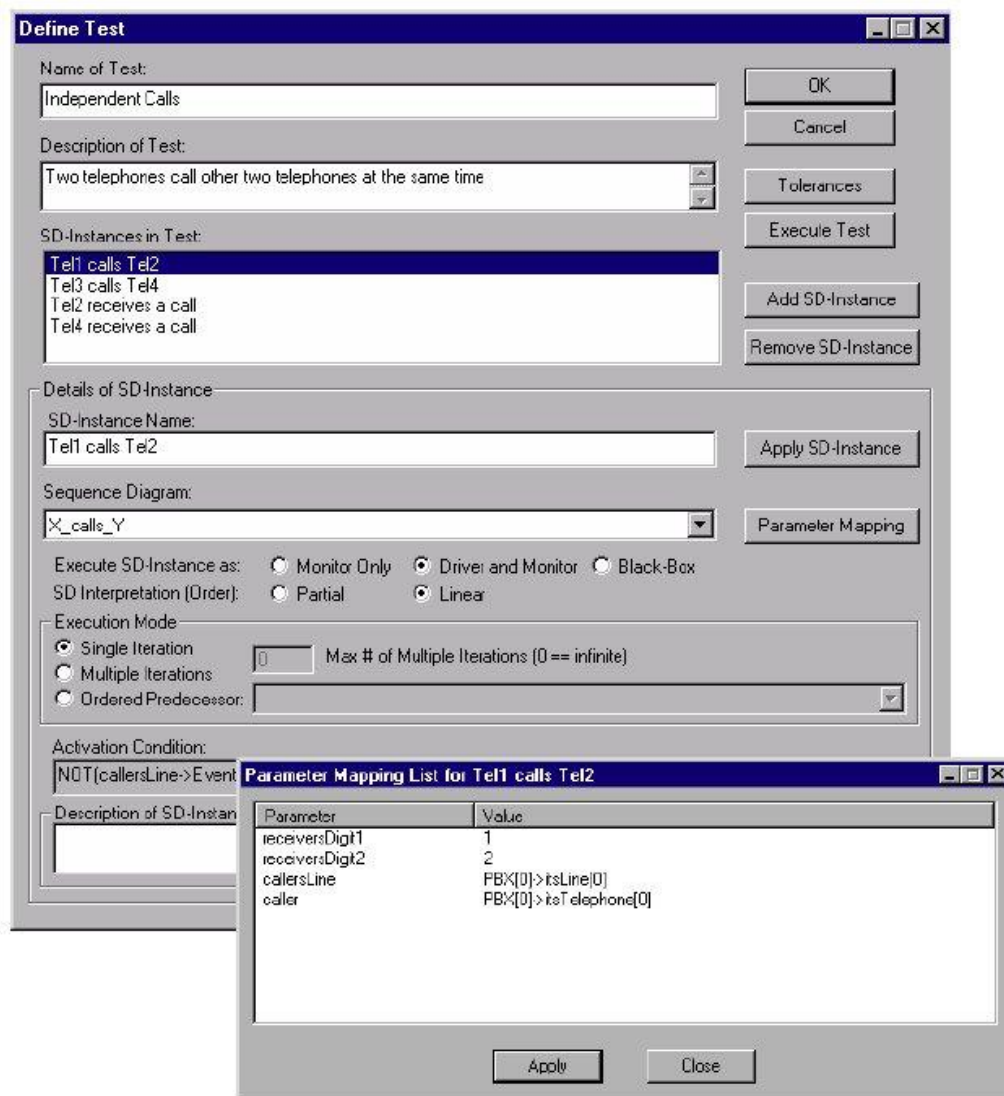 Define Test
Name of Test:
Independent Calls
OK
Cancel
Description of Test:
Two telephones call other two telephones at the same time
Tolerances
Execute Test
SD-Instances in Test:
Tel1 calls Tel2
Tel3 calls Tel4
Tel2 receives a call
Tel4 receives a call
Add SD-Instance
Remove SD-Instance
Details of SD-Instance
SD-Instance Name:
Tel1 calls Tel2
Apply SD-Instance
Sequence Diagram:
X_calls_Y
Parameter Mapping
Execute SD-Instance as: Monitor Only Driver and Monitor Black-Box
SD Interpretation (Order): Partial Linear
Execution Mode
Single Iteration
0 Max # of Multiple Iterations (0 == infinite)
Multiple Iterations
Ordered Predecessor:
Activation Condition:
NOT(callersLine->Event
Description of SD-Instan
Parameter Mapping List for Tel1 calls Tel2
Parameter Value
receiversDigit1 1
receiversDigit2 2
callersLine PBX[0]->itsLine[0]
caller PBX[0]->itsTelephone[0]
Apply Close